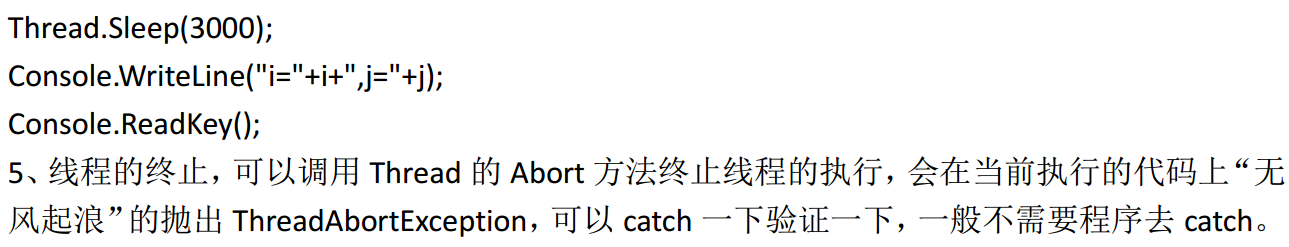 Thread.Sleep(3000);
Console.WriteLine("i="+i+",j="+j);
Console.ReadKey();
5、线程的终止，可以调用 Thread 的 Abort 方法终止线程的执行，会在当前执行的代码上“无
风起浪”的抛出 ThreadAbortException，可以 catch 一下验证一下，一般不需要程序去 catch。